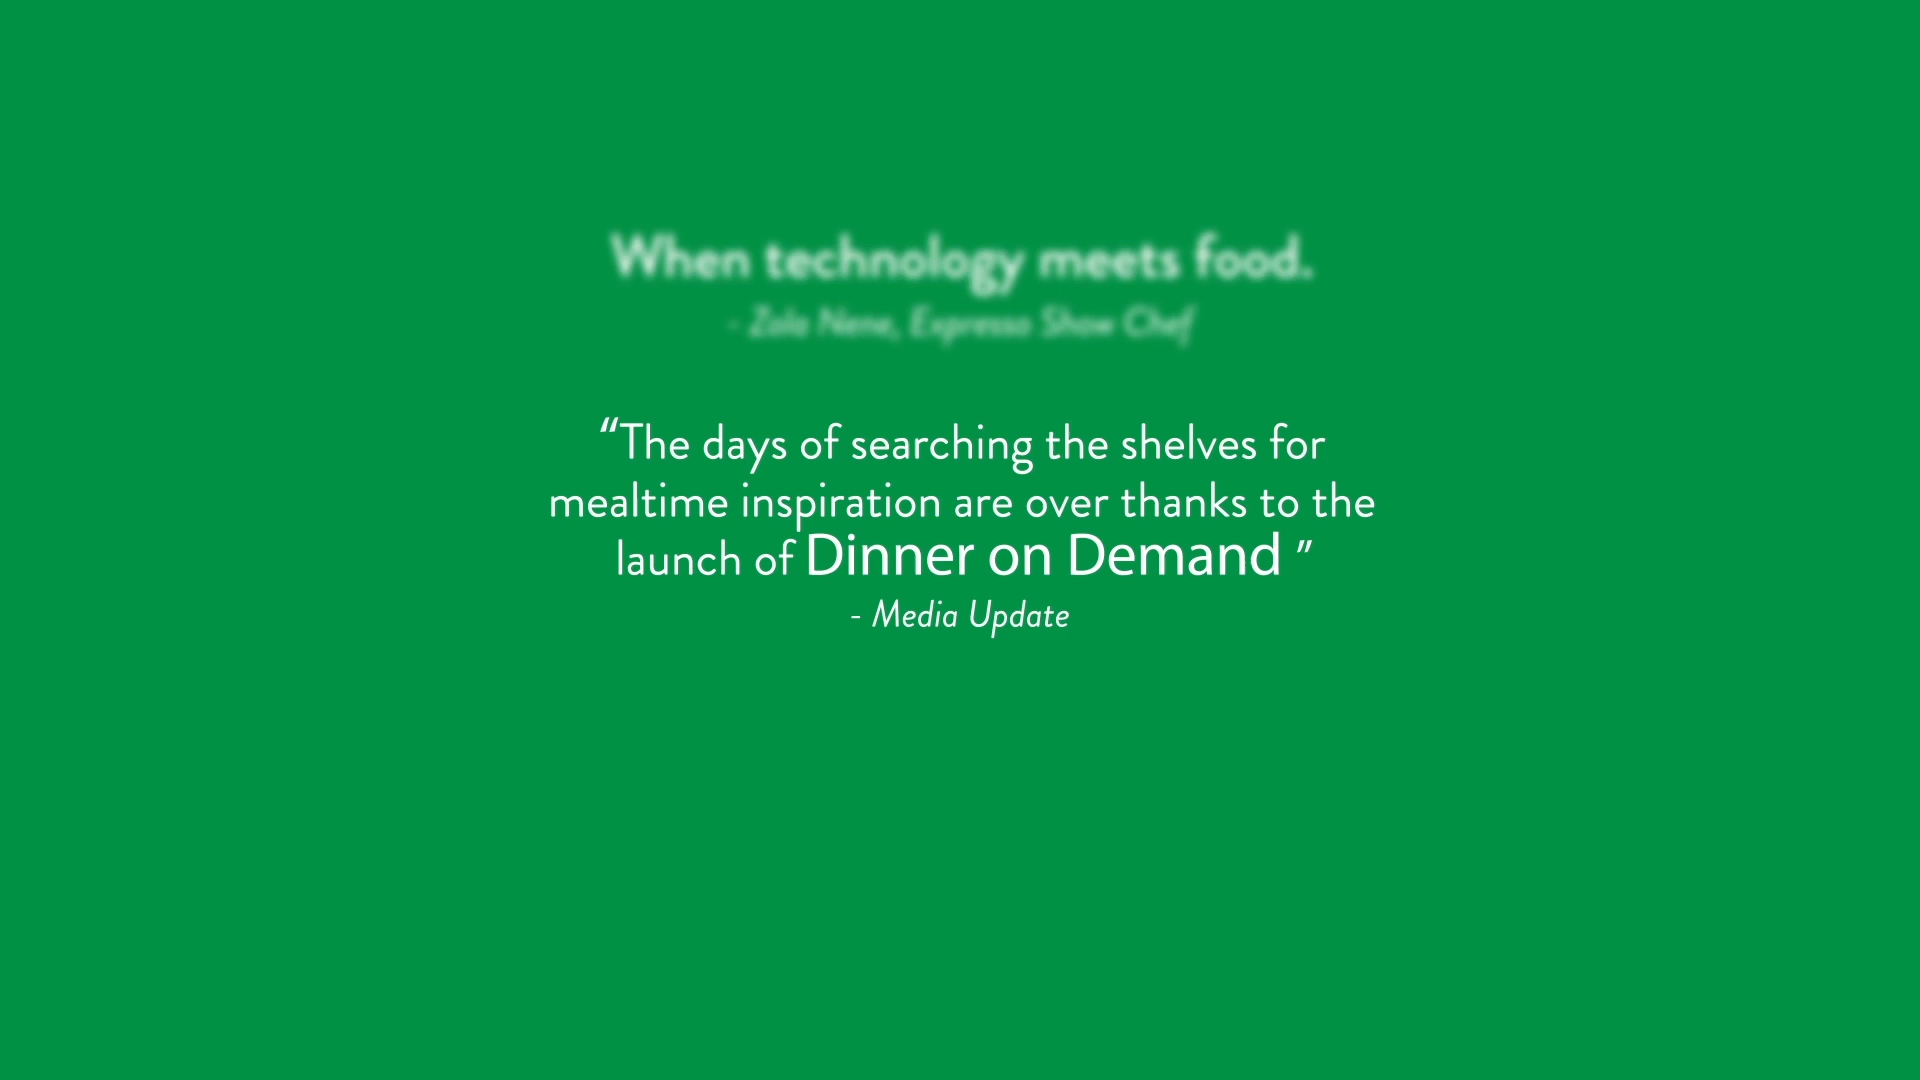 When technology meets food.
- Zola Nene, Expresso Show Chef
“The days of searching the shelves for
mealtime inspiration are over thanks to the
launch of Dinner on Demand ”
- Media Update